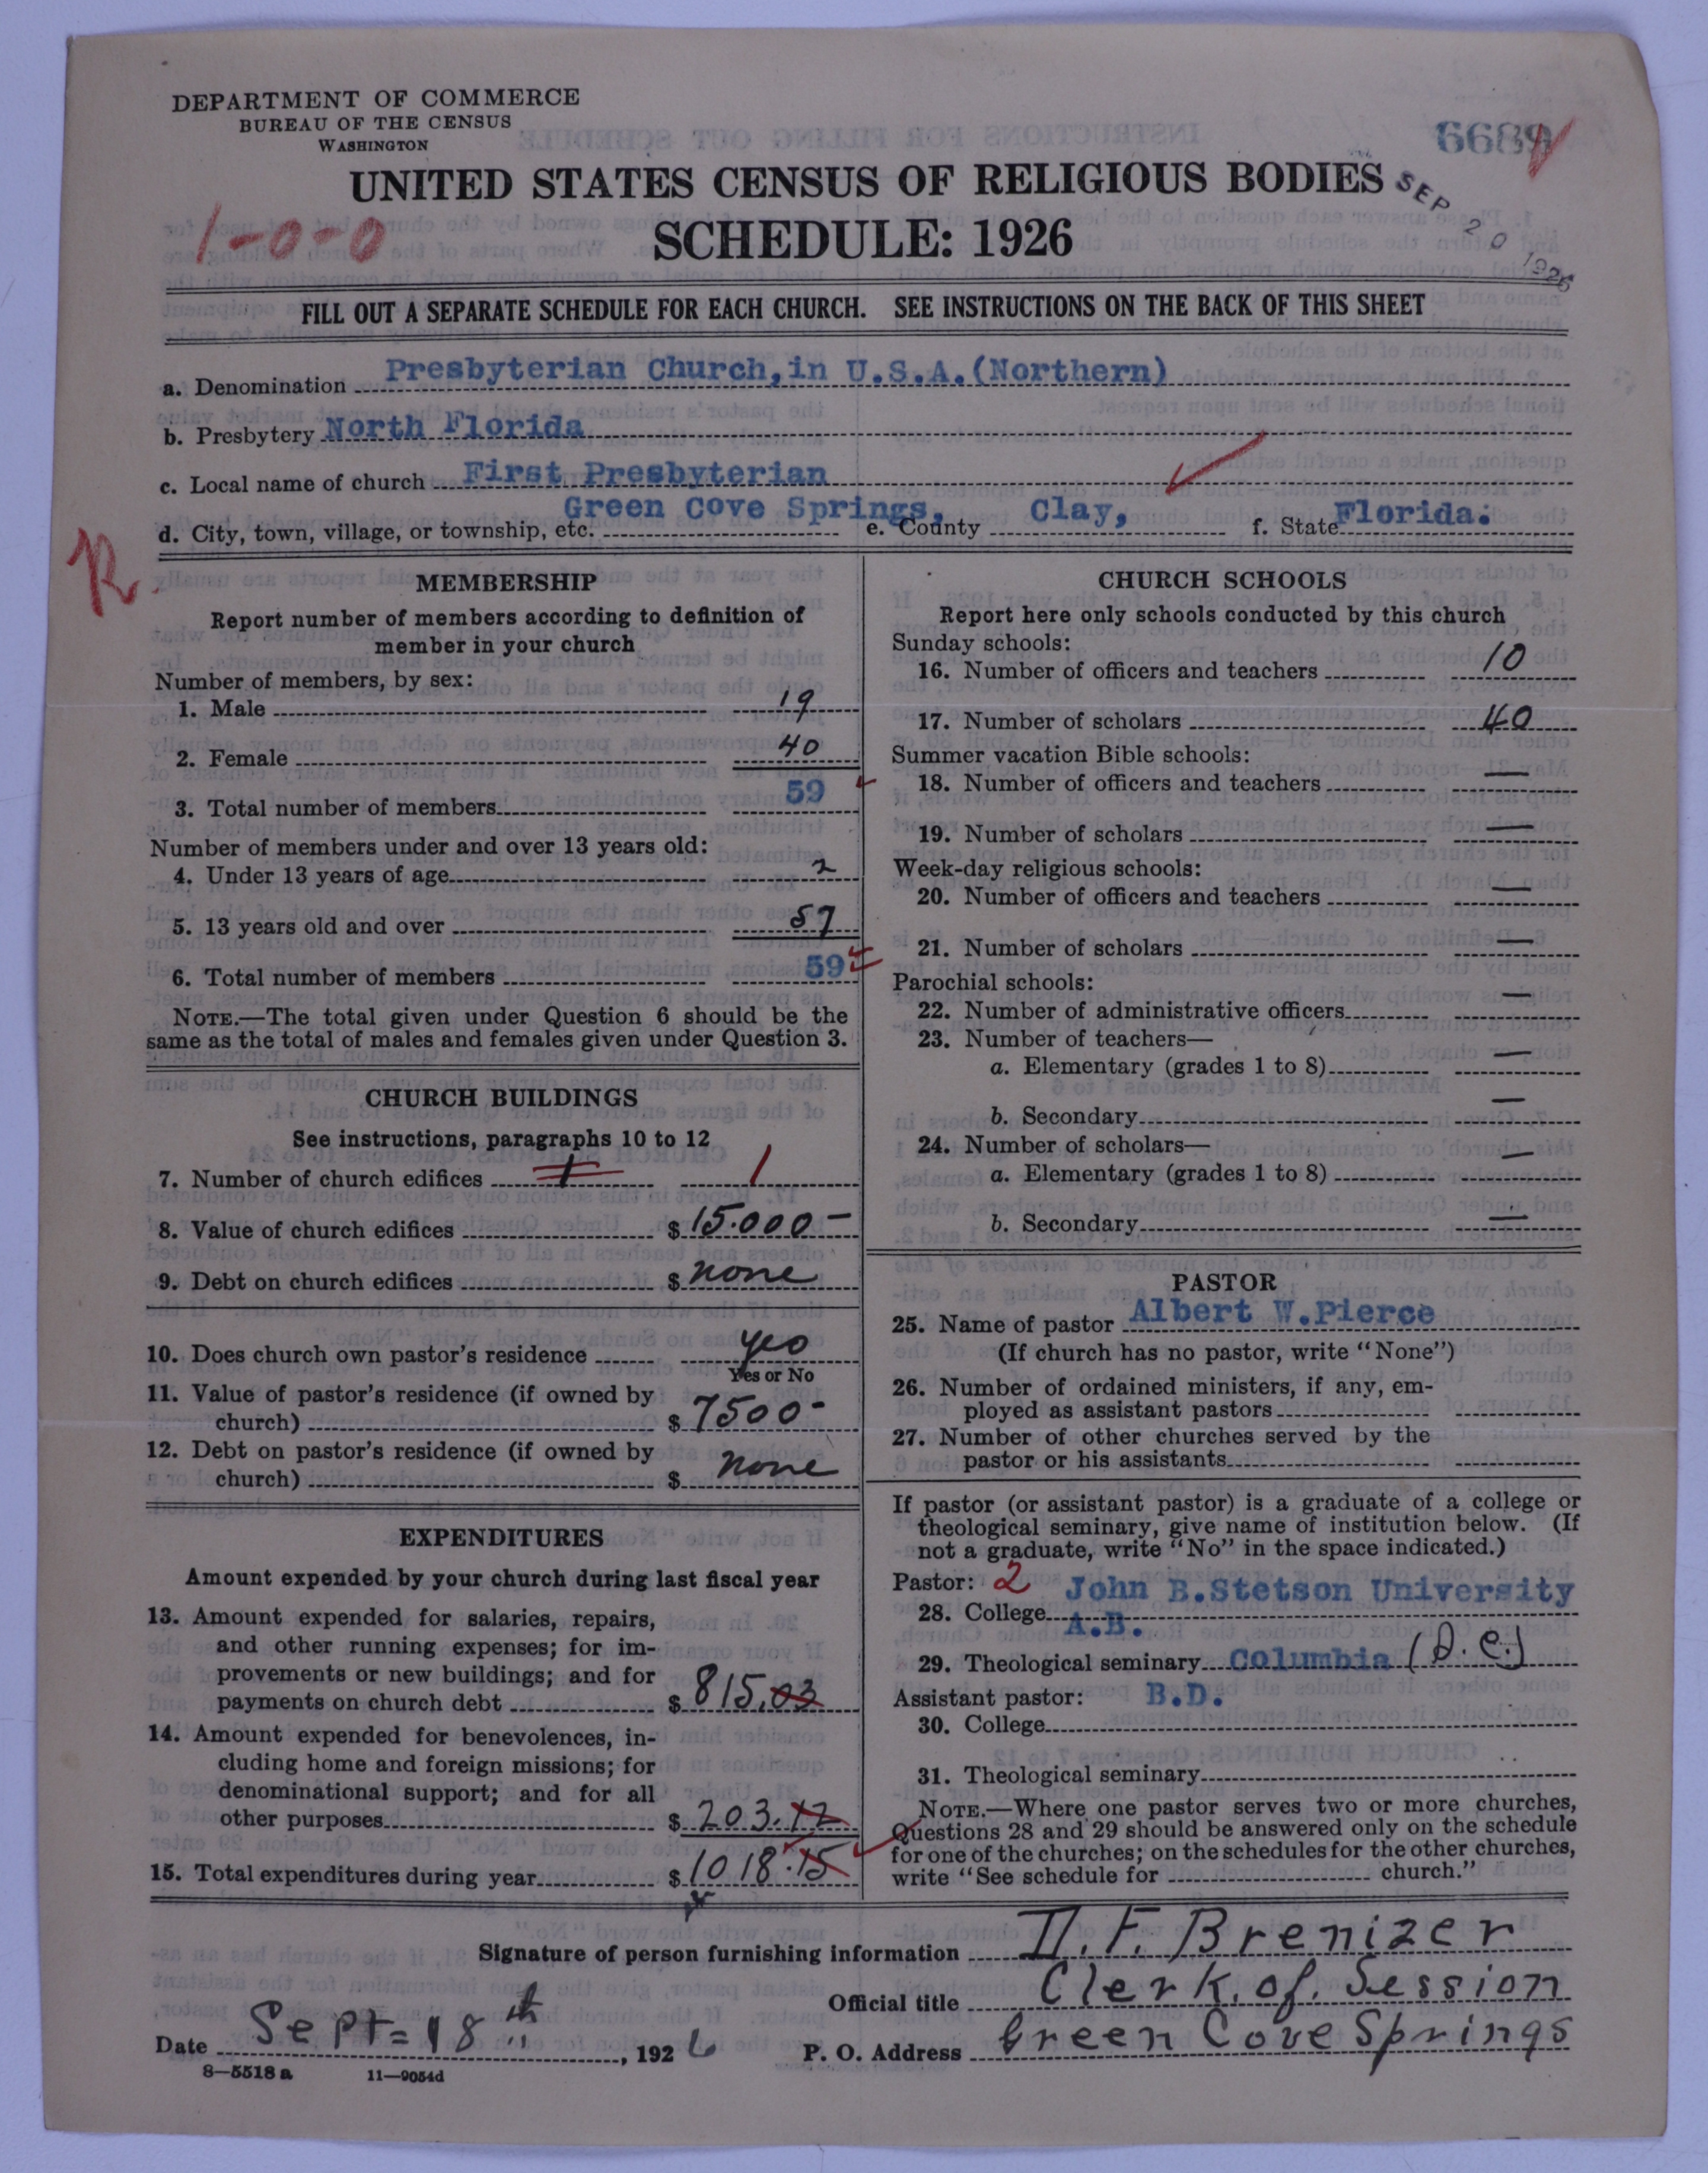 DEPARTMENT OF COMMERCE
BUREAU OF THE CENSUS
WASHINGTON
6689
UNITED STATES CENSUS OF RELIGIOUS BODIES
SEP 20 1926
1-0-0
SCHEDULE: 1926
FILL OUT A SEPARATE SCHEDULE FOR EACH CHURCH. SEE INSTRUCTIONS ON THE BACK OF THIS SHEET
a. Denomination Presbyterian Church, in U.S.A. (Northern)
b. Presbytery North Florida
c. Local name of church First Presbyterian
d. City, town, village, or township, etc. Green Cove Springs, e. County Clay, f. State Florida.
R.
MEMBERSHIP
Report number of members according to definition of
member in your church
Number of members, by sex:
1. Male 19
2. Female 40
3. Total number of members 59
Number of members under and over 13 years old:
4. Under 13 years of age 2
5. 13 years old and over 57
6. Total number of members 59
NOTE.—The total given under Question 6 should be the
same as the total of males and females given under Question 3.
CHURCH BUILDINGS
See instructions, paragraphs 10 to 12
7. Number of church edifices 1 1
8. Value of church edifices $ 15.000-
9. Debt on church edifices $ none
10. Does church own pastor's residence yes
Yes or No
11. Value of pastor's residence (if owned by
church) $ 7500-
12. Debt on pastor's residence (if owned by
church) $ none
EXPENDITURES
Amount expended by your church during last fiscal year
13. Amount expended for salaries, repairs,
and other running expenses; for im-
provements or new buildings; and for
payments on church debt $ 815.03
14. Amount expended for benevolences, in-
cluding home and foreign missions; for
denominational support; and for all
other purposes $ 203.12
15. Total expenditures during year $ 1018.15
CHURCH SCHOOLS
Report here only schools conducted by this church
Sunday schools:
16. Number of officers and teachers 10
17. Number of scholars 40
Summer vacation Bible schools:
18. Number of officers and teachers —
19. Number of scholars —
Week-day religious schools:
20. Number of officers and teachers —
21. Number of scholars —
Parochial schools:
22. Number of administrative officers —
23. Number of teachers—
a. Elementary (grades 1 to 8) —
b. Secondary —
24. Number of scholars—
a. Elementary (grades 1 to 8) —
b. Secondary —
PASTOR
25. Name of pastor Albert W.Pierce
(If church has no pastor, write "None")
26. Number of ordained ministers, if any, em-
ployed as assistant pastors
27. Number of other churches served by the
pastor or his assistants
If pastor (or assistant pastor) is a graduate of a college or
theological seminary, give name of institution below. (If
not a graduate, write "No" in the space indicated.)
Pastor: 2
28. College John B.Stetson University
A.B.
29. Theological seminary Columbia (S.C.)
Assistant pastor: B.D.
30. College
31. Theological seminary
NOTE.—Where one pastor serves two or more churches,
Questions 28 and 29 should be answered only on the schedule
for one of the churches; on the schedules for the other churches,
write "See schedule for church."
Signature of person furnishing information D. F. Brenizer
Official title Clerk. of. Session
Date Sept=18th, 1926 P. O. Address Green Cove Springs
8—5518 a 11—9054d